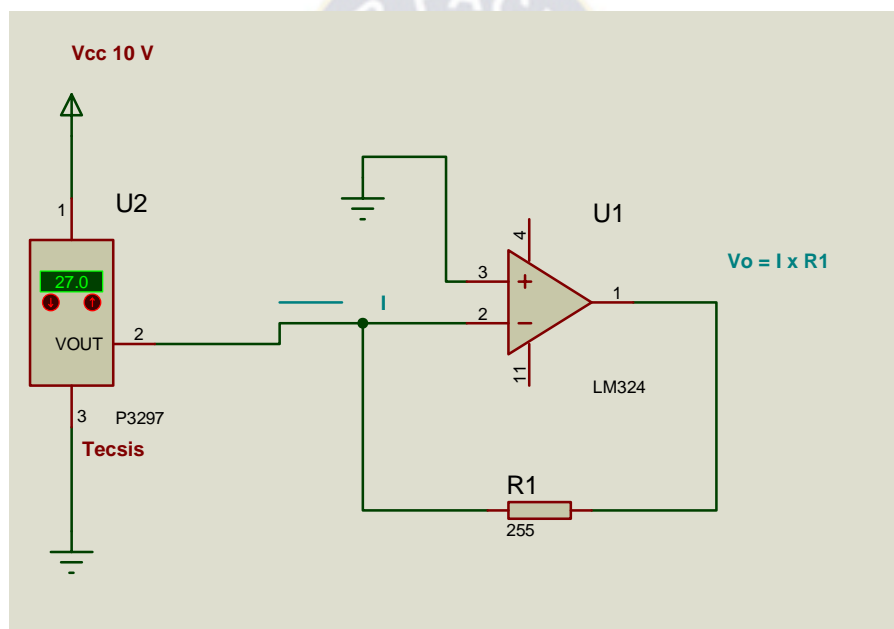 Vcc 10 V
U2
1
27.0
VOUT
2
3
P3297
Tecsis
I
U1
4
3
+
2
−
1
11
LM324
Vo = I x R1
R1
255